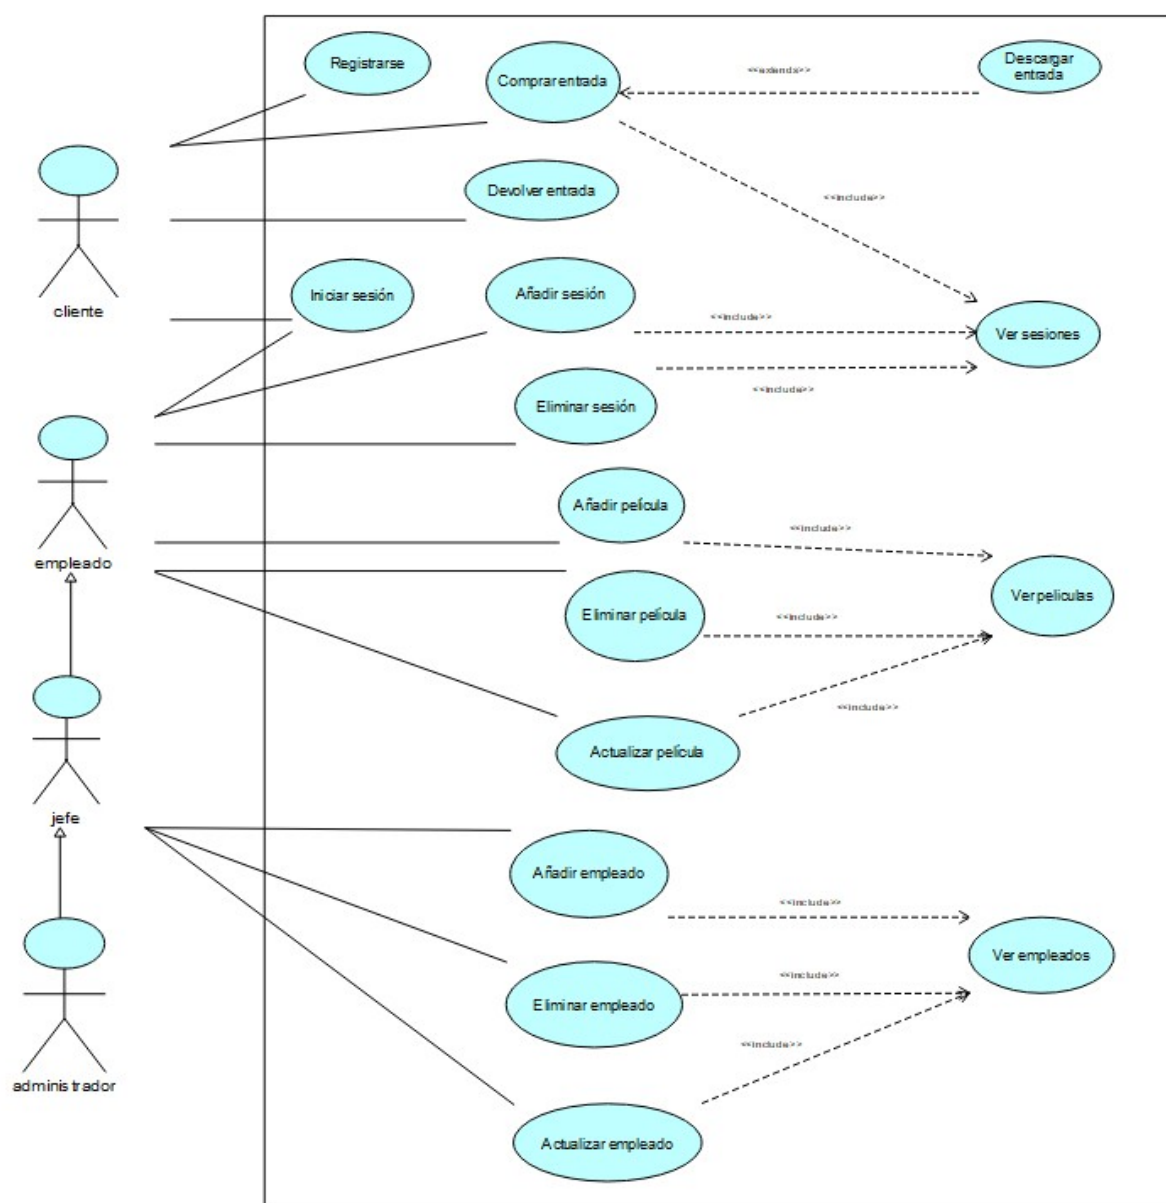 Registrarse
Comprar entrada
<<extends>>
Descargar
entrada
Devolver entrada
<<include>>
cliente
Iniciar sesión
Añadir sesión
<<include>>
Ver sesiones
Eliminar sesión
<<include>>
empleado
Añadir película
<<include>>
Eliminar película
<<include>>
Ver peliculas
<<include>>
Actualizar película
jefe
Añadir empleado
<<include>>
Ver empleados
Eliminar empleado
<<include>>
<<include>>
administrador
Actualizar empleado